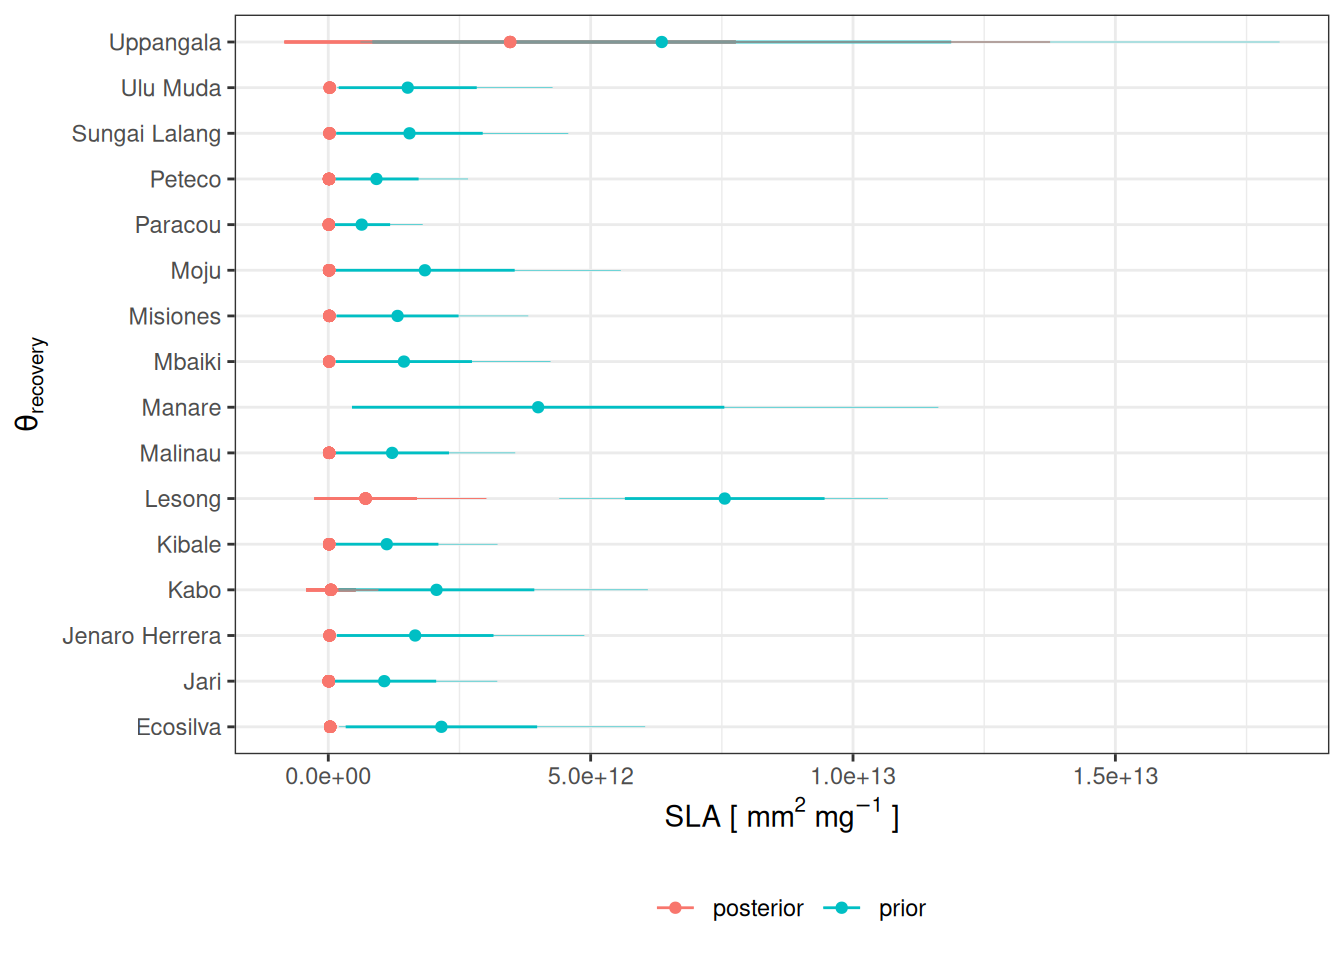 Uppangala
Ulu Muda
Sungai Lalang
Peteco
Paracou
Moju
Misiones
Mbaiki
Manare
Malinau
Lesong
Kibale
Kabo
Jenaro Herrera
Jari
Ecosilva
θrecovery
0.0e+00 5.0e+12 1.0e+13 1.5e+13
SLA [ mm² mg⁻¹ ]
posterior prior